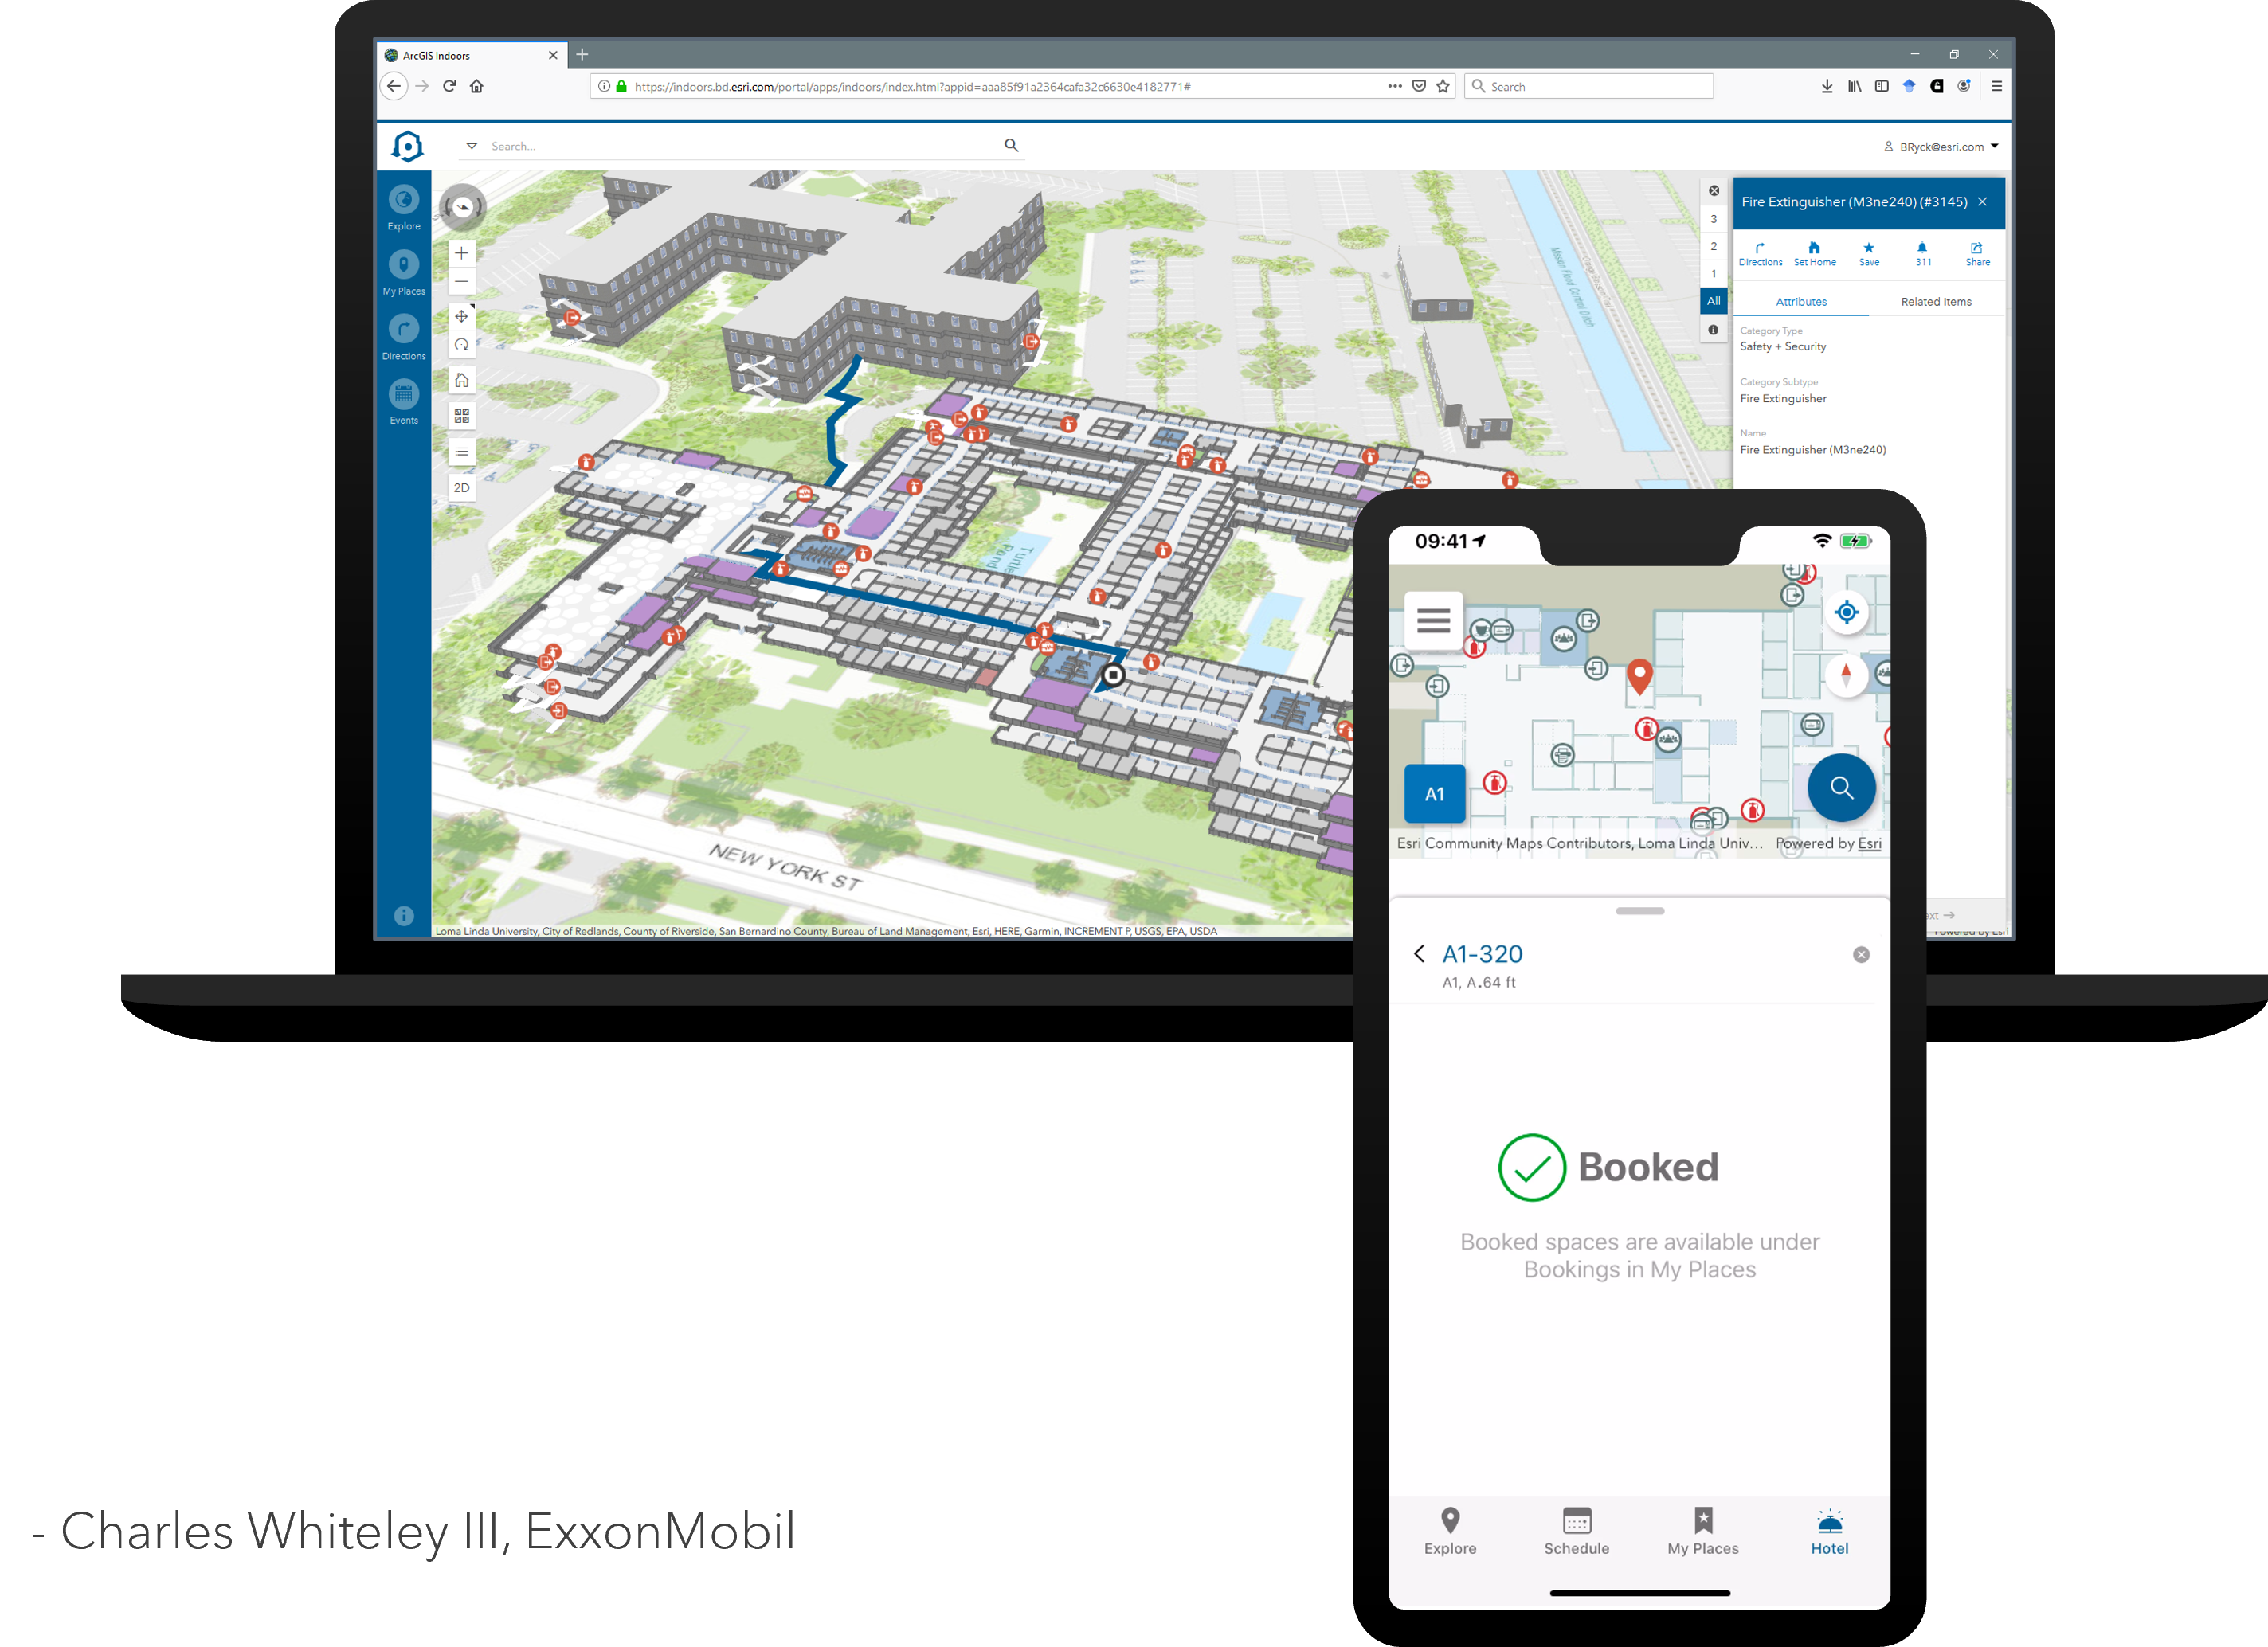 ArcGIS Indoors
https://indoors.bd.esri.com/portal/apps/indoors/index.html?appid=aaa85f91a2364cafa32c6630e4182771#
Search
Search...
BRyck@esri.com
Explore
My Places
Directions
Events
2D
3
2
1
All
Fire Extinguisher (M3ne240) (#3145)
Directions
Set Home
Save
311
Share
Attributes
Related Items
Category Type
Safety + Security
Category Subtype
Fire Extinguisher
Name
Fire Extinguisher (M3ne240)
Turtle
Pond
NEW YORK ST
Loma Linda University, City of Redlands, County of Riverside, San Bernardino County, Bureau of Land Management, Esri, HERE, Garmin, INCREMENT P, USGS, EPA, USDA
Powered by Esri
09:41
A1
Esri Community Maps Contributors, Loma Linda Univ... Powered by Esri
A1-320
A1, A.64 ft
Booked
Booked spaces are available under
Bookings in My Places
Explore
Schedule
My Places
Hotel
- Charles Whiteley III, ExxonMobil